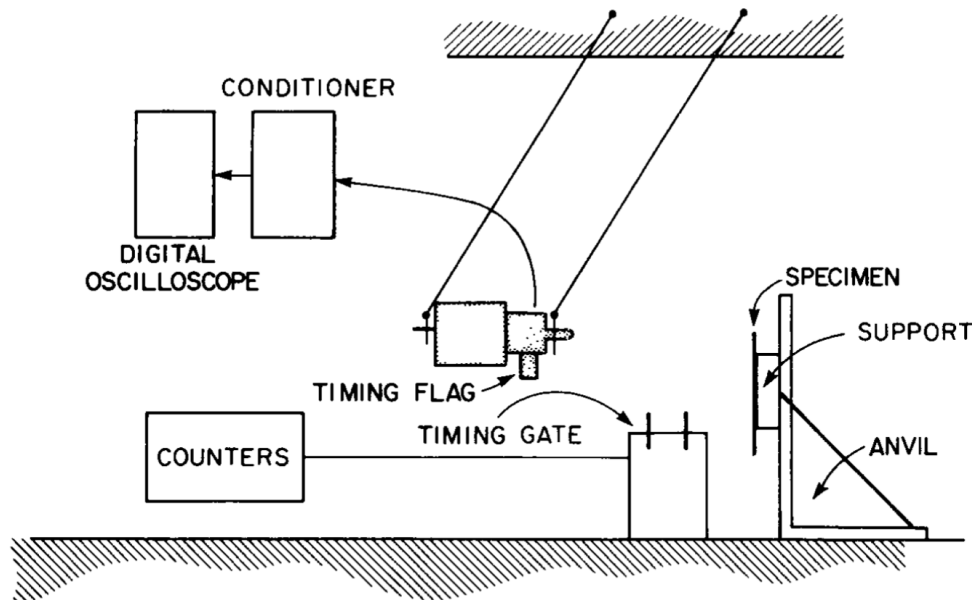 CONDITIONER
DIGITAL
OSCILLOSCOPE
SPECIMEN
SUPPORT
TIMING FLAG
TIMING GATE
COUNTERS
ANVIL